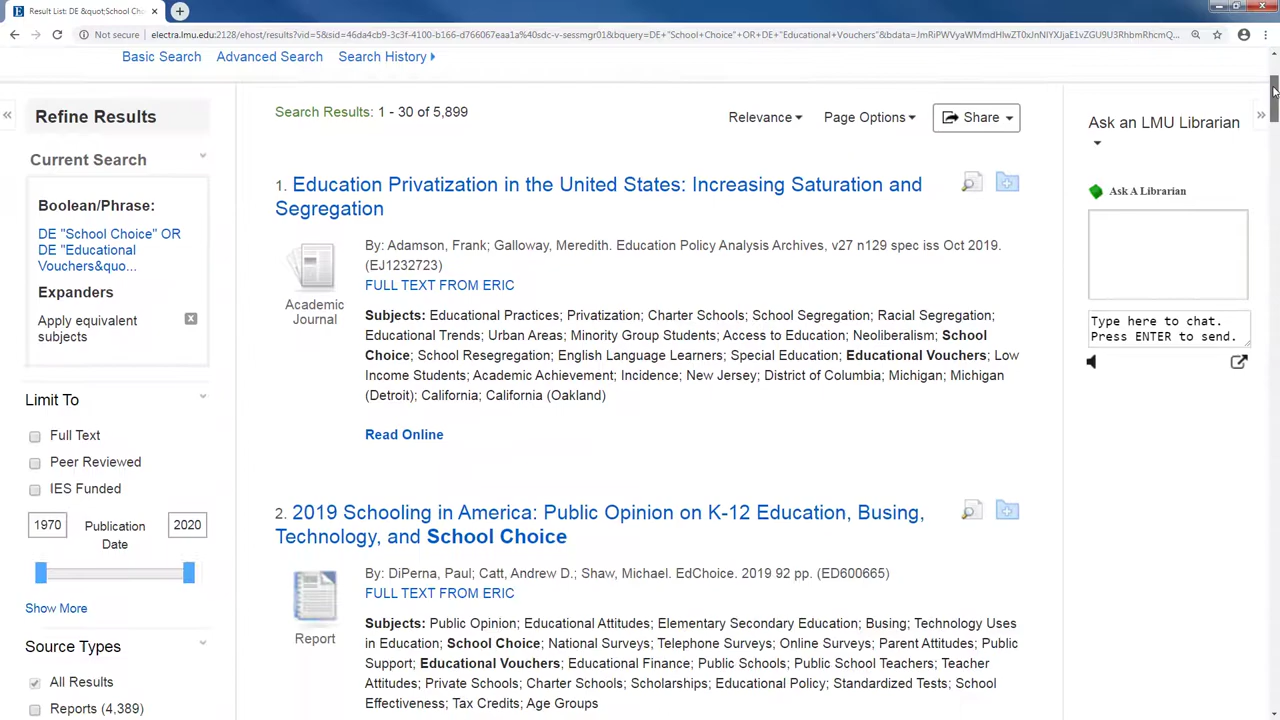 Result List: DE &quot;School Cho
Not secure | electra.lmu.edu:2128/ehost/results?vid=5&sid=46da4cb9-3c3f-4100-b166-d766067eaa1a%40sdc-v-sessmgr01&bquery=DE+"School+Choice"+OR+DE+"Educational+Vouchers"&bdata=
Basic Search Advanced Search Search History
Refine Results
Current Search
Boolean/Phrase:
DE "School Choice" OR
DE "Educational
Vouchers&quo...
Expanders
Apply equivalent
subjects
Limit To
Full Text
Peer Reviewed
IES Funded
1970 Publication 2020
Date
Show More
Source Types
All Results
Reports (4,389)
Search Results: 1 - 30 of 5,899
Relevance Page Options Share
1. Education Privatization in the United States: Increasing Saturation and
Segregation
Academic
Journal
By: Adamson, Frank; Galloway, Meredith. Education Policy Analysis Archives, v27 n129 spec iss Oct 2019.
(EJ1232723)
FULL TEXT FROM ERIC
Subjects: Educational Practices; Privatization; Charter Schools; School Segregation; Racial Segregation;
Educational Trends; Urban Areas; Minority Group Students; Access to Education; Neoliberalism; School
Choice; School Resegregation; English Language Learners; Special Education; Educational Vouchers; Low
Income Students; Academic Achievement; Incidence; New Jersey; District of Columbia; Michigan; Michigan
(Detroit); California; California (Oakland)
Read Online
2. 2019 Schooling in America: Public Opinion on K-12 Education, Busing,
Technology, and School Choice
Report
By: DiPerna, Paul; Catt, Andrew D.; Shaw, Michael. EdChoice. 2019 92 pp. (ED600665)
FULL TEXT FROM ERIC
Subjects: Public Opinion; Educational Attitudes; Elementary Secondary Education; Busing; Technology Uses
in Education; School Choice; National Surveys; Telephone Surveys; Online Surveys; Parent Attitudes; Public
Support; Educational Vouchers; Educational Finance; Public Schools; Public School Teachers; Teacher
Attitudes; Private Schools; Charter Schools; Scholarships; Educational Policy; Standardized Tests; School
Effectiveness; Tax Credits; Age Groups
Ask an LMU Librarian
Ask A Librarian
Type here to chat.
Press ENTER to send.